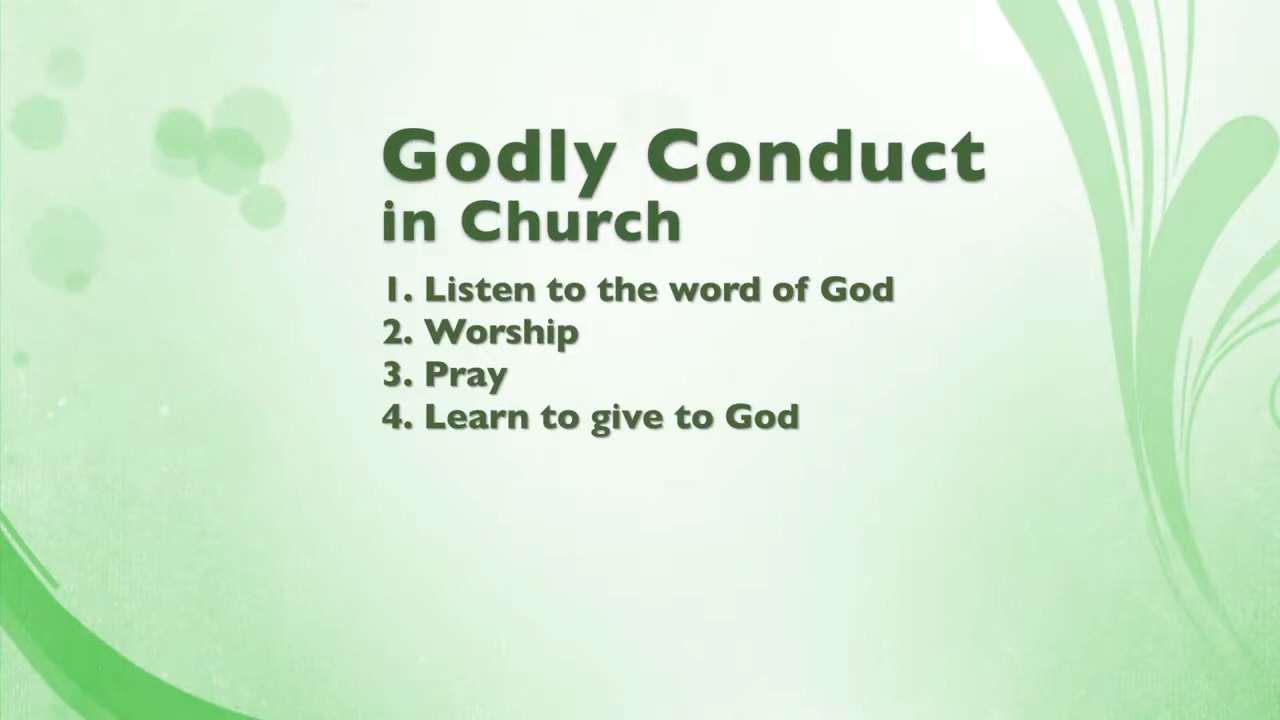 Godly Conduct
in Church
1. Listen to the word of God
2. Worship
3. Pray
4. Learn to give to God